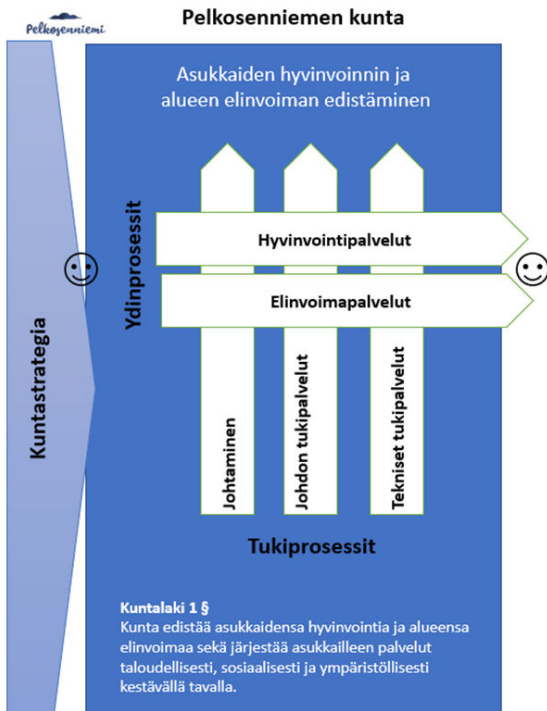 Pelkosenniemi
Pelkosenniemen kunta
Asukkaiden hyvinvoinnin ja
alueen elinvoiman edistäminen
Kuntastrategia
Ydinprosessit
Hyvinvointipalvelut
Elinvoimapalvelut
Johtaminen
Johdon tukipalvelut
Tekniset tukipalvelut
Tukiprosessit
Kuntalaki 1 §
Kunta edistää asukkaidensa hyvinvointia ja alueensa
elinvoimaa sekä järjestää asukkailleen palvelut
taloudellisesti, sosiaalisesti ja ympäristöllisesti
kestävällä tavalla.